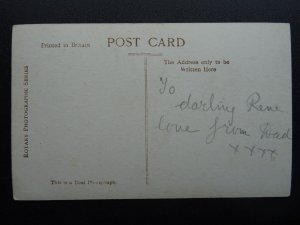 Printed in Britain
POST CARD
The Address only to be
Written Here
ROTARY PHOTOGRAPHIC SERIES
To
darling Rene
love from Dad
xxxx
This is a Real Photograph.